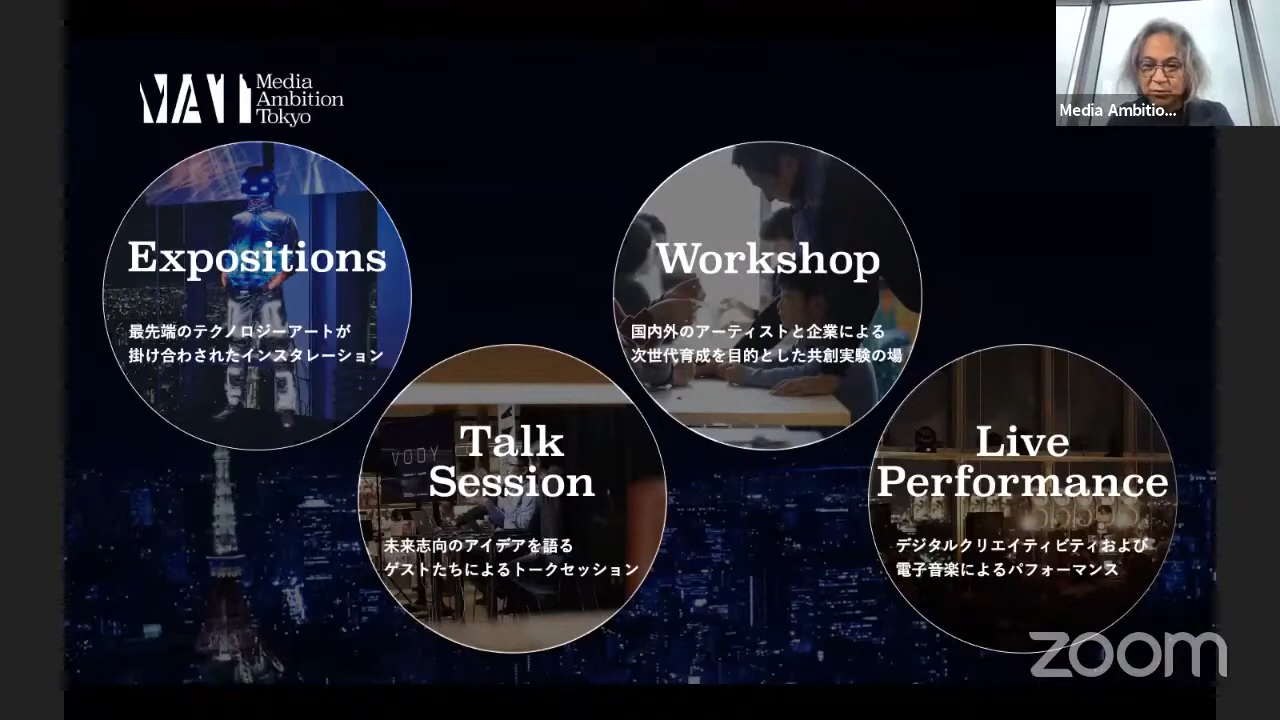 MAT
Media
Ambition
Tokyo
Media Ambitio...
Expositions
最先端のテクノロジーアートが
掛け合わされたインスタレーション
Workshop
国内外のアーティストと企業による
次世代育成を目的とした共創実験の場
VODY
Talk
Session
未来志向のアイデアを語る
ゲストたちによるトークセッション
Live
Performance
デジタルクリエイティビティおよび
電子音楽によるパフォーマンス
zoom